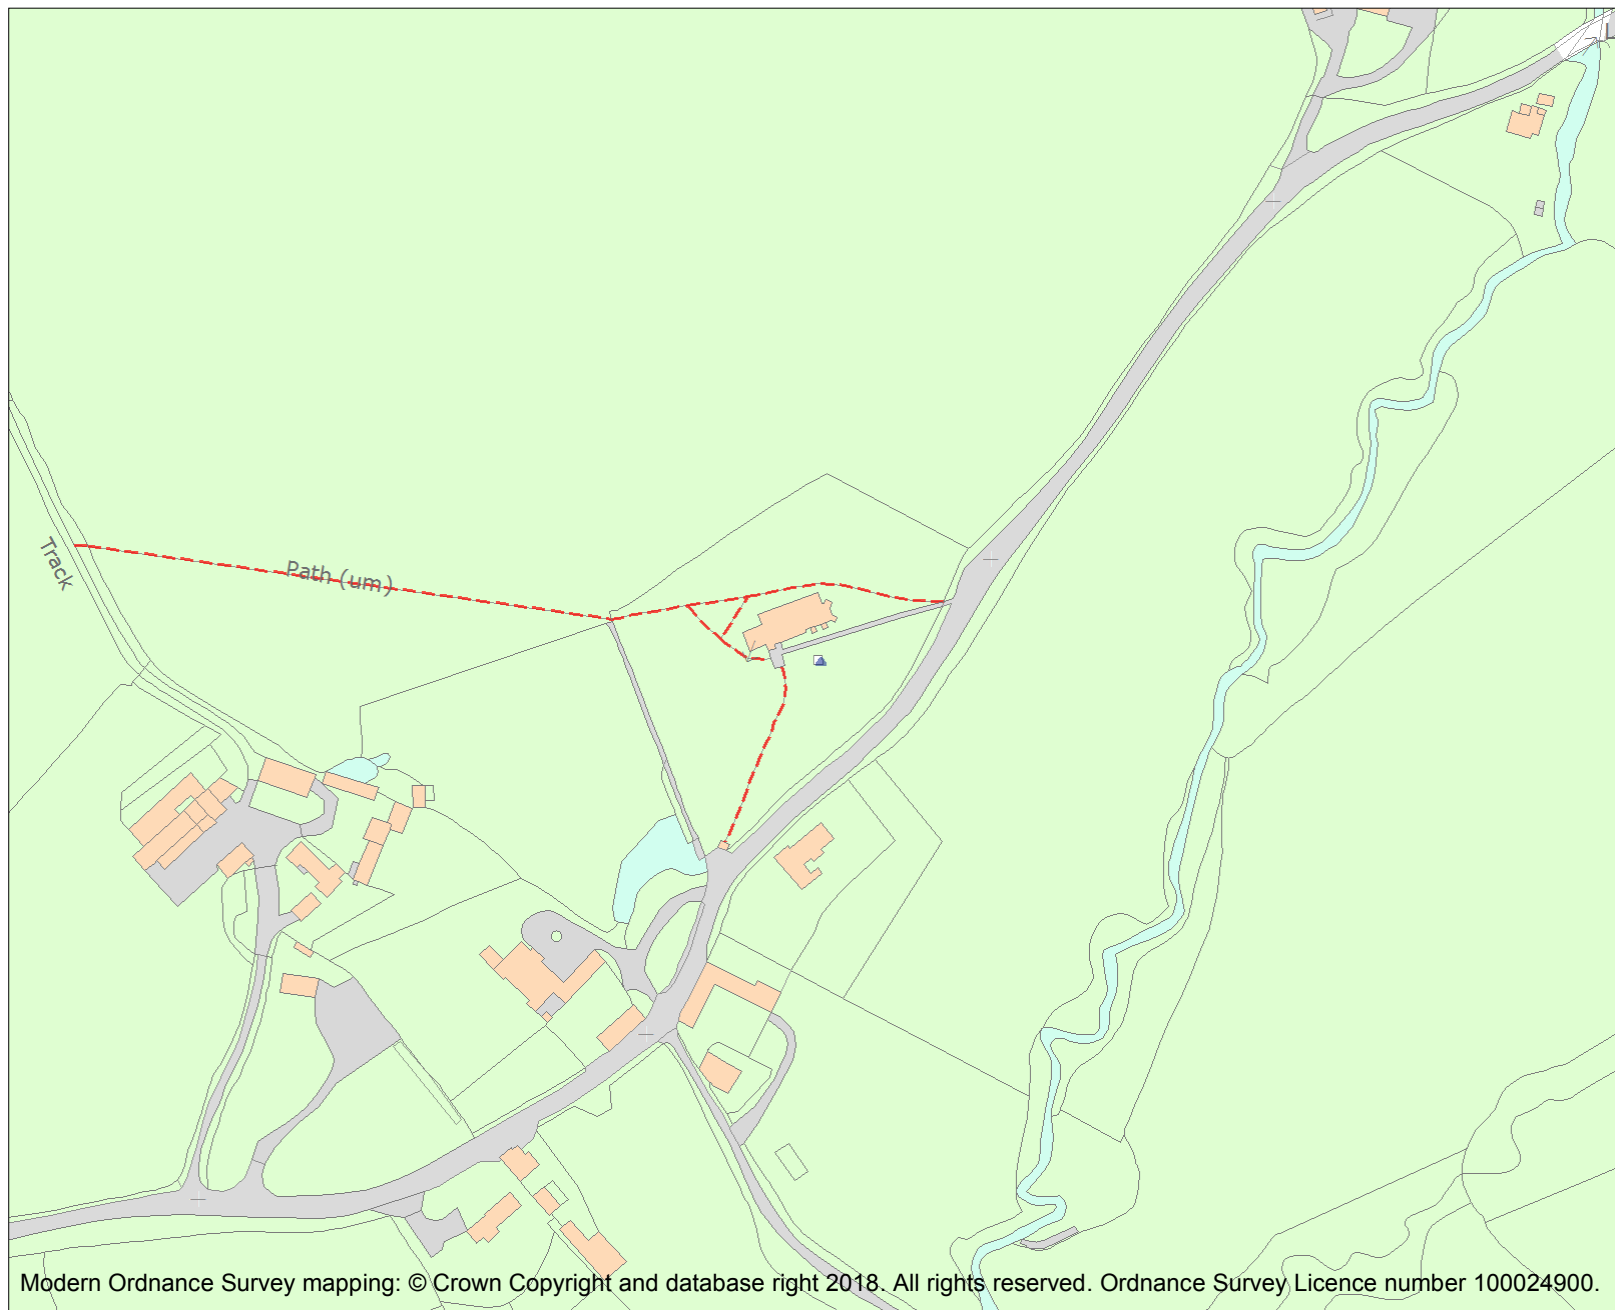 Track
Path (um)
Modern Ordnance Survey mapping: © Crown Copyright and database right 2018. All rights reserved. Ordnance Survey Licence number 100024900.